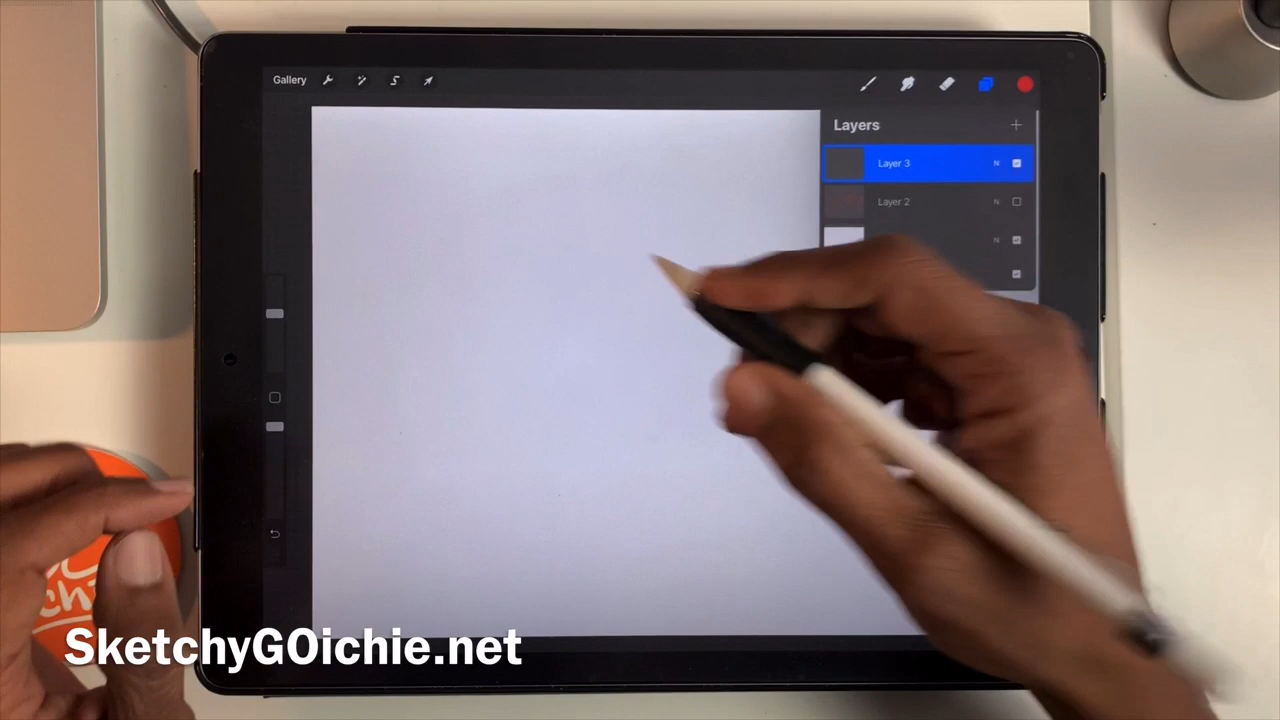 Gallery
Layers
Layer 3
N
Layer 2
N
N
SketchyGOichie.net